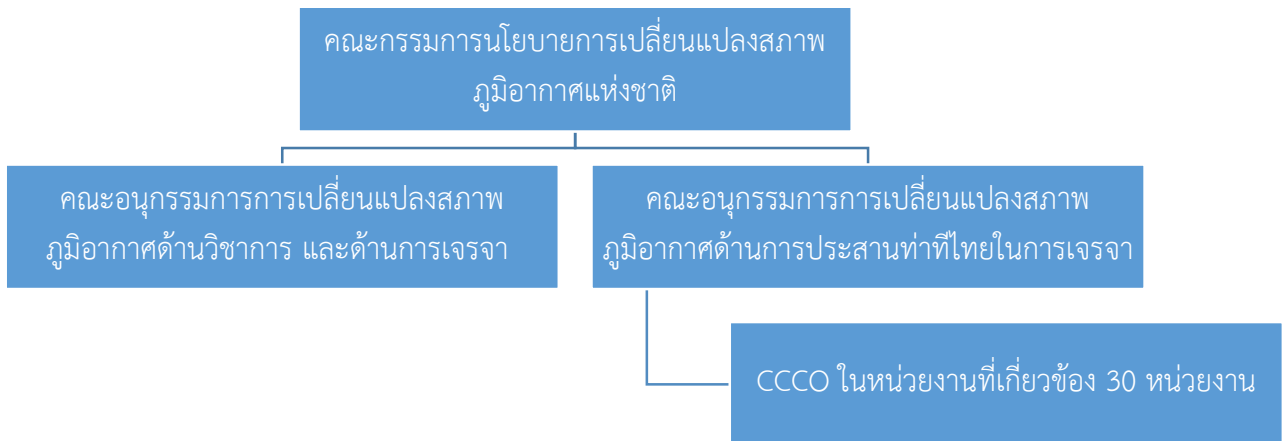 คณะกรรมการนโยบายการเปลี่ยนแปลงสภาพ
ภูมิอากาศแห่งชาติ
คณะอนุกรรมการการเปลี่ยนแปลงสภาพ
ภูมิอากาศด้านวิชาการ และด้านการเจรจา
คณะอนุกรรมการการเปลี่ยนแปลงสภาพ
ภูมิอากาศด้านการประสานท่าทีไทยในการเจรจา
CCCO ในหน่วยงานที่เกี่ยวข้อง 30 หน่วยงาน